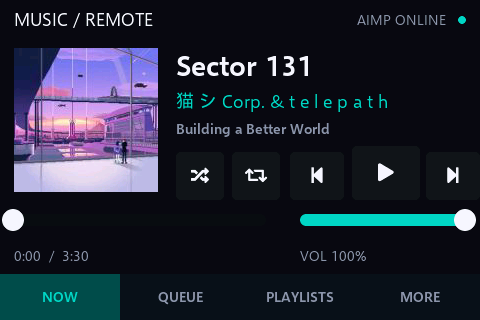 MUSIC / REMOTE
AIMP ONLINE
Sector 131
猫 シ Corp. & t e l e p a t h
Building a Better World
0:00 / 3:30
VOL 100%
NOW
QUEUE
PLAYLISTS
MORE